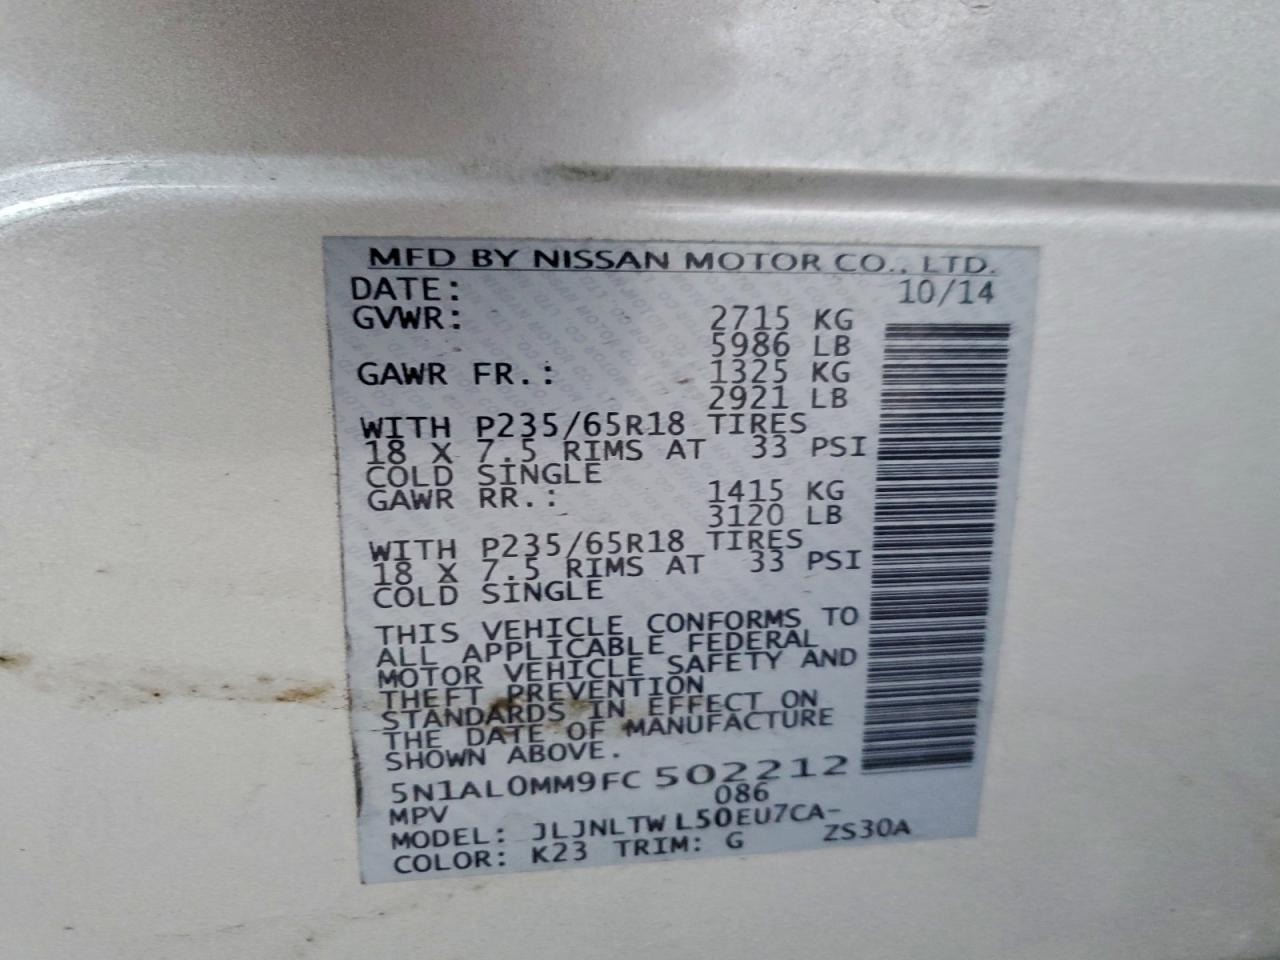 MFD BY NISSAN MOTOR CO., LTD.
DATE: 10/14
GVWR: 2715 KG
5986 LB
GAWR FR.: 1325 KG
2921 LB
WITH P235/65R18 TIRES
18 X 7.5 RIMS AT 33 PSI
COLD SINGLE
GAWR RR.: 1415 KG
3120 LB
WITH P235/65R18 TIRES
18 X 7.5 RIMS AT 33 PSI
COLD SINGLE
THIS VEHICLE CONFORMS TO
ALL APPLICABLE FEDERAL
MOTOR VEHICLE SAFETY AND
THEFT PREVENTION
STANDARDS IN EFFECT ON
THE DATE OF MANUFACTURE
SHOWN ABOVE.
5N1AL0MM9FC502212
MPV 086
MODEL: JLJNLTWL50EU7CA-
COLOR: K23 TRIM: G ZS30A